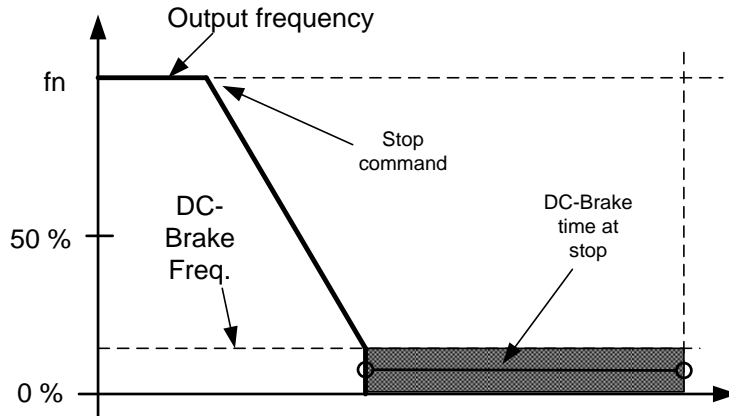 Output frequency
fn
Stop
command
DC-
Brake
Freq.
DC-Brake
time at
stop
50 %
0 %